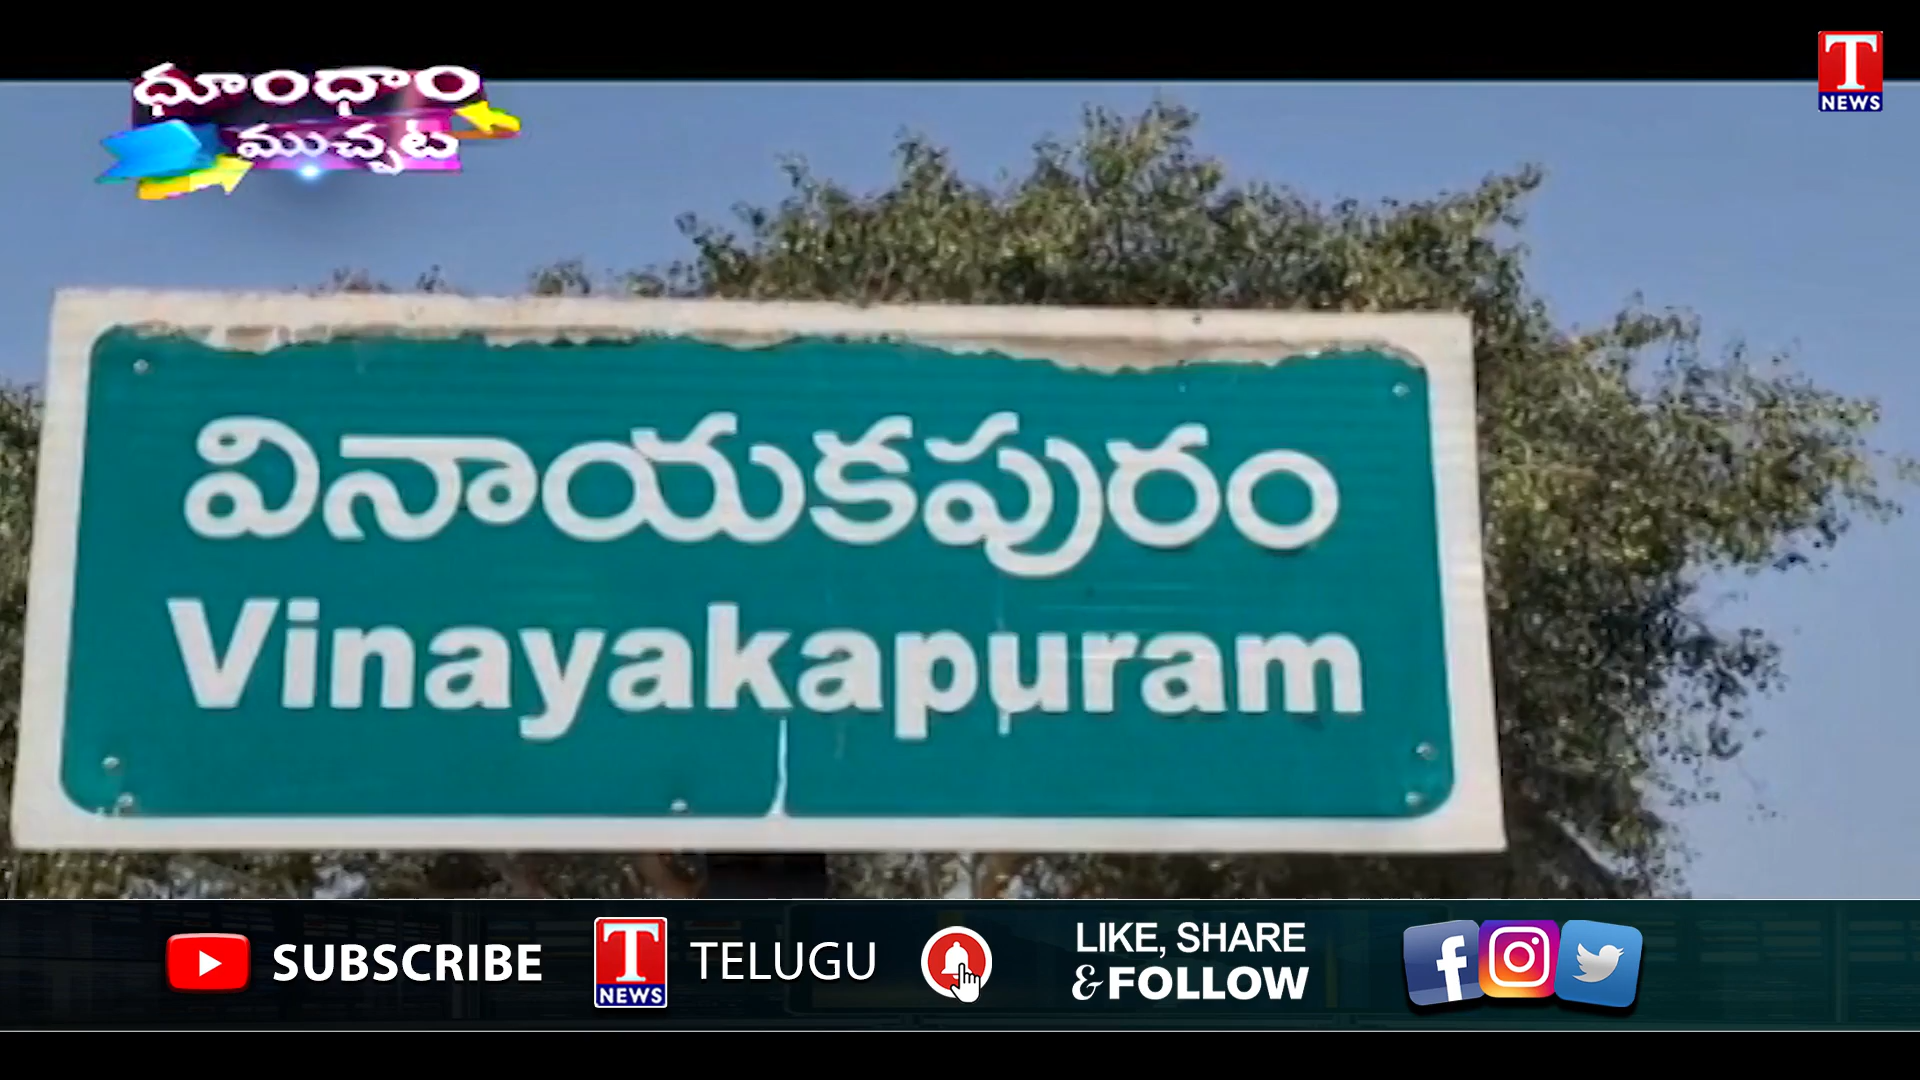 ధూంధాం
ముచ్చట
T
NEWS
వినాయకపురం
Vinayakapuram
SUBSCRIBE
T
NEWS
TELUGU
LIKE, SHARE
&FOLLOW